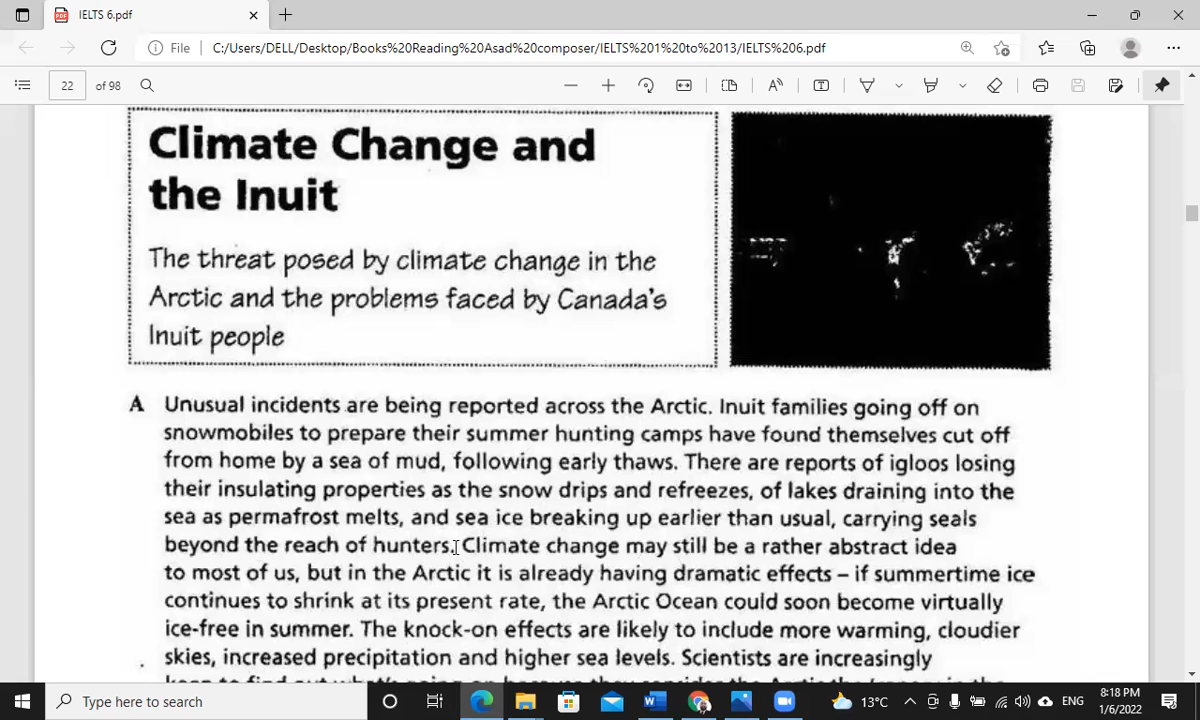 IELTS 6.pdf
File
C:/Users/DELL/Desktop/Books%20Reading%20Asad%20composer/IELTS%201%20to%2013/IELTS%206.pdf
22
of 98
Climate Change and
the Inuit
The threat posed by climate change in the
Arctic and the problems faced by Canada's
Inuit people
A Unusual incidents are being reported across the Arctic. Inuit families going off on
snowmobiles to prepare their summer hunting camps have found themselves cut off
from home by a sea of mud, following early thaws. There are reports of igloos losing
their insulating properties as the snow drips and refreezes, of lakes draining into the
sea as permafrost melts, and sea ice breaking up earlier than usual, carrying seals
beyond the reach of hunters. Climate change may still be a rather abstract idea
to most of us, but in the Arctic it is already having dramatic effects – if summertime ice
continues to shrink at its present rate, the Arctic Ocean could soon become virtually
ice-free in summer. The knock-on effects are likely to include more warming, cloudier
skies, increased precipitation and higher sea levels. Scientists are increasingly
Type here to search
13°C
ENG
8:18 PM
1/6/2022